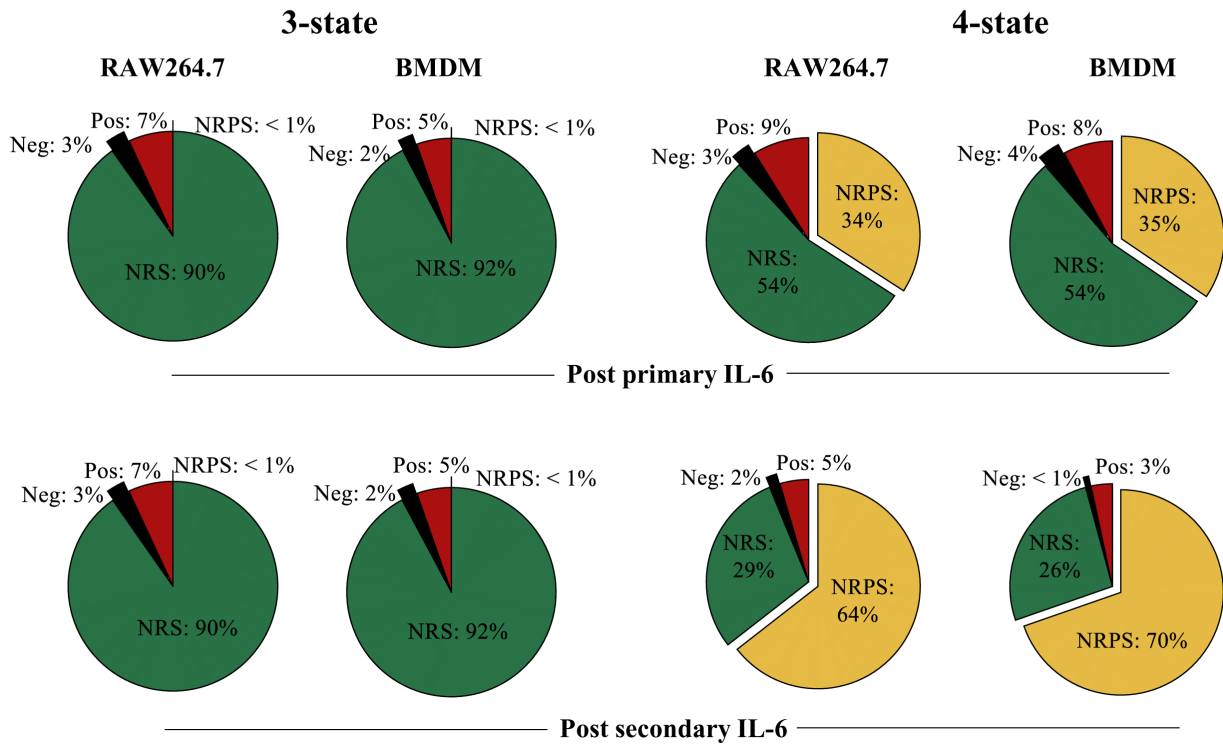 3-state
4-state
RAW264.7
BMDM
RAW264.7
BMDM
Pos: 7%
NRPS: < 1%
Neg: 3%
NRS: 90%
Pos: 5%
NRPS: < 1%
Neg: 2%
NRS: 92%
Pos: 9%
Neg: 3%
NRPS:
34%
NRS:
54%
Pos: 8%
Neg: 4%
NRPS:
35%
NRS:
54%
Post primary IL-6
Pos: 7%
NRPS: < 1%
Neg: 3%
NRS: 90%
Pos: 5%
NRPS: < 1%
Neg: 2%
NRS: 92%
Pos: 5%
Neg: 2%
NRS:
29%
NRPS:
64%
Pos: 3%
Neg: < 1%
NRS:
26%
NRPS: 70%
Post secondary IL-6